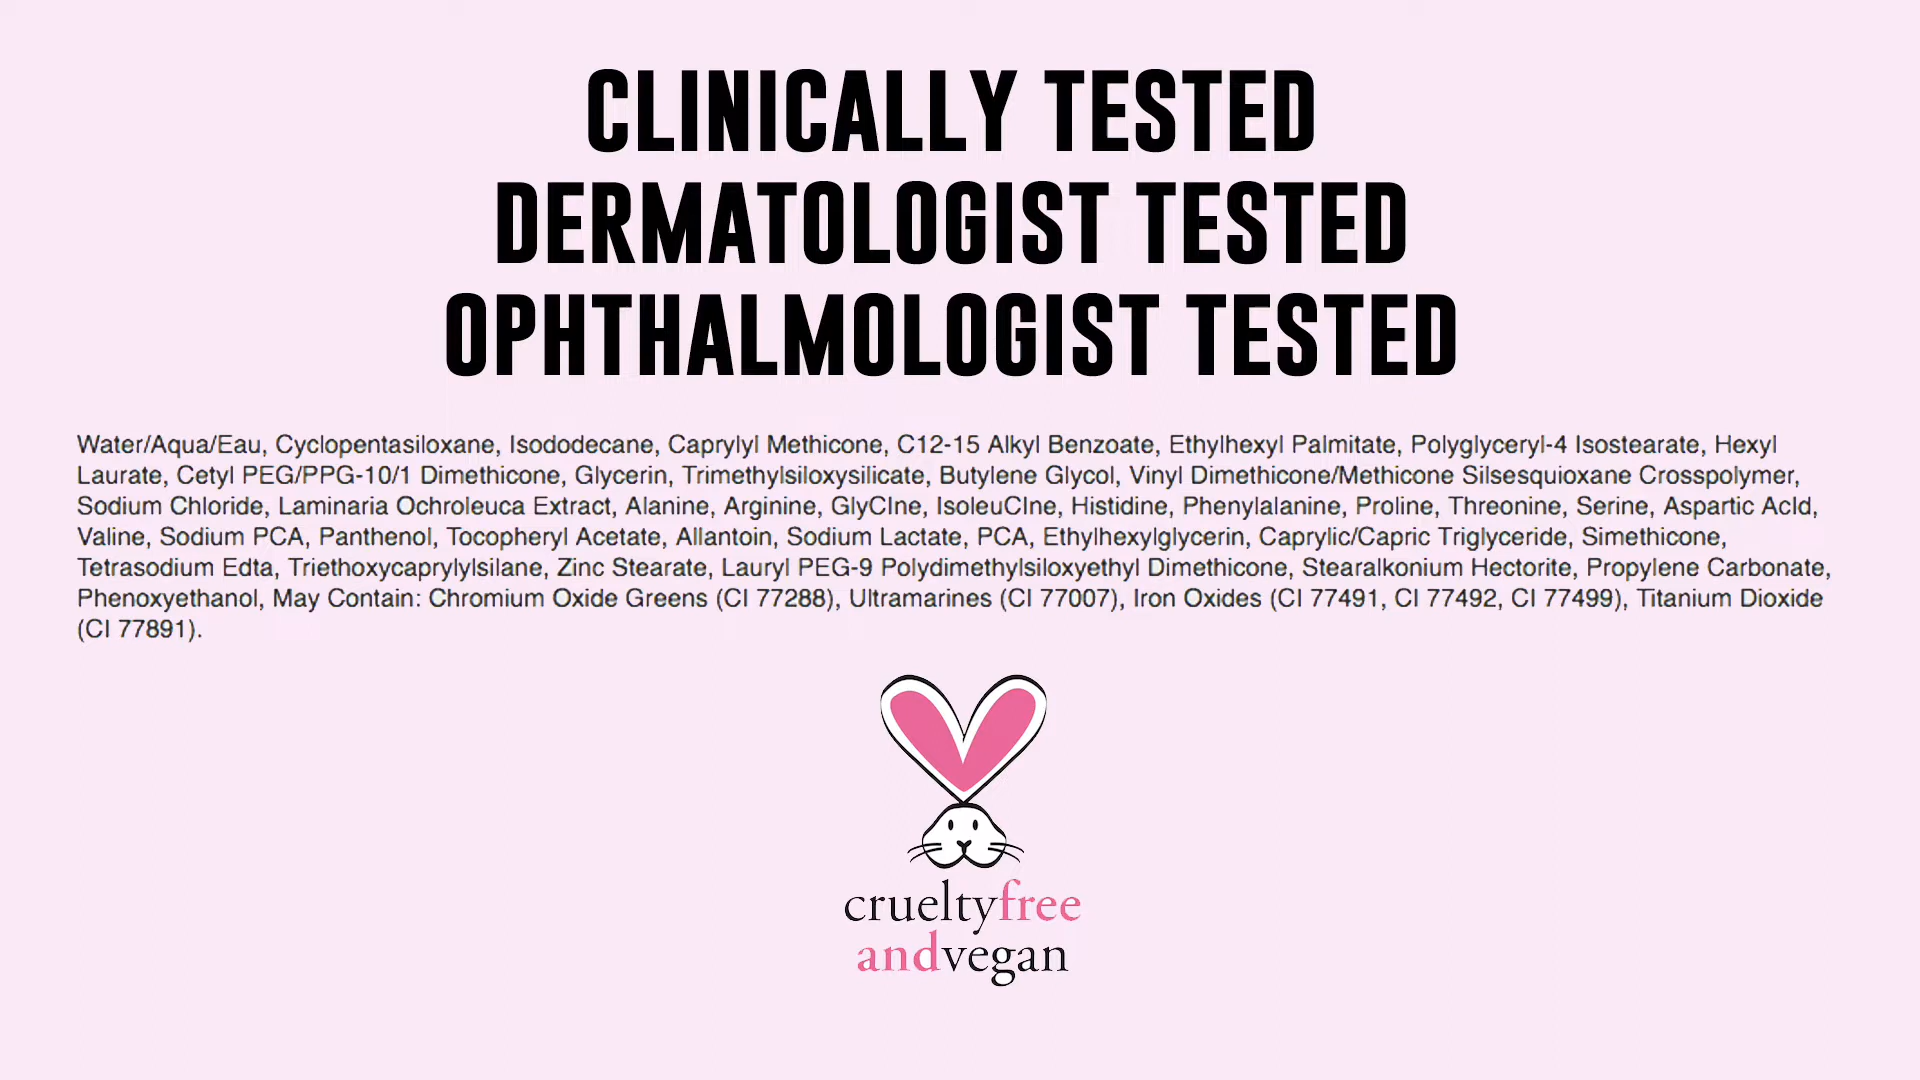 CLINICALLY TESTED
DERMATOLOGIST TESTED
OPHTHALMOLOGIST TESTED
Water/Aqua/Eau, Cyclopentasiloxane, Isododecane, Caprylyl Methicone, C12-15 Alkyl Benzoate, Ethylhexyl Palmitate, Polyglyceryl-4 Isostearate, Hexyl
Laurate, Cetyl PEG/PPG-10/1 Dimethicone, Glycerin, Trimethylsiloxysilicate, Butylene Glycol, Vinyl Dimethicone/Methicone Silsesquioxane Crosspolymer,
Sodium Chloride, Laminaria Ochroleuca Extract, Alanine, Arginine, GlyCIne, IsoleuCIne, Histidine, Phenylalanine, Proline, Threonine, Serine, Aspartic AcId,
Valine, Sodium PCA, Panthenol, Tocopheryl Acetate, Allantoin, Sodium Lactate, PCA, Ethylhexylglycerin, Caprylic/Capric Triglyceride, Simethicone,
Tetrasodium Edta, Triethoxycaprylylsilane, Zinc Stearate, Lauryl PEG-9 Polydimethylsiloxyethyl Dimethicone, Stearalkonium Hectorite, Propylene Carbonate,
Phenoxyethanol, May Contain: Chromium Oxide Greens (CI 77288), Ultramarines (CI 77007), Iron Oxides (CI 77491, CI 77492, CI 77499), Titanium Dioxide
(CI 77891).
crueltyfree
andvegan